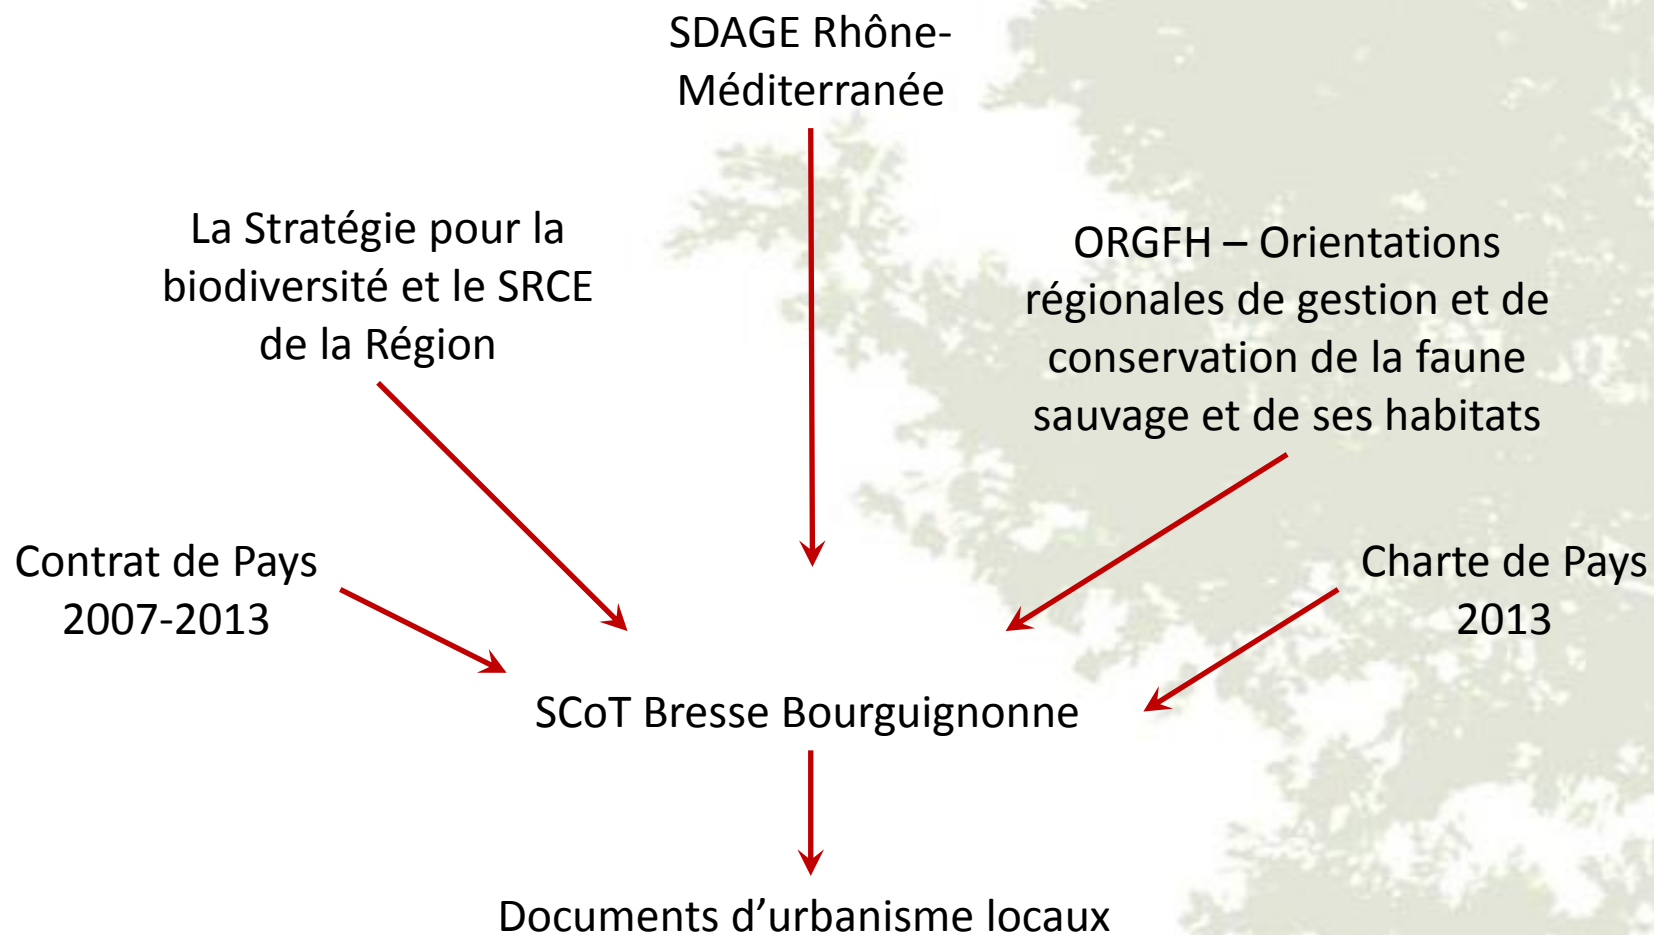 SDAGE Rhône-
Méditerranée
La Stratégie pour la
biodiversité et le SRCE
de la Région
ORGFH – Orientations
régionales de gestion et de
conservation de la faune
sauvage et de ses habitats
Contrat de Pays
2007-2013
Charte de Pays
2013
SCoT Bresse Bourguignonne
Documents d’urbanisme locaux